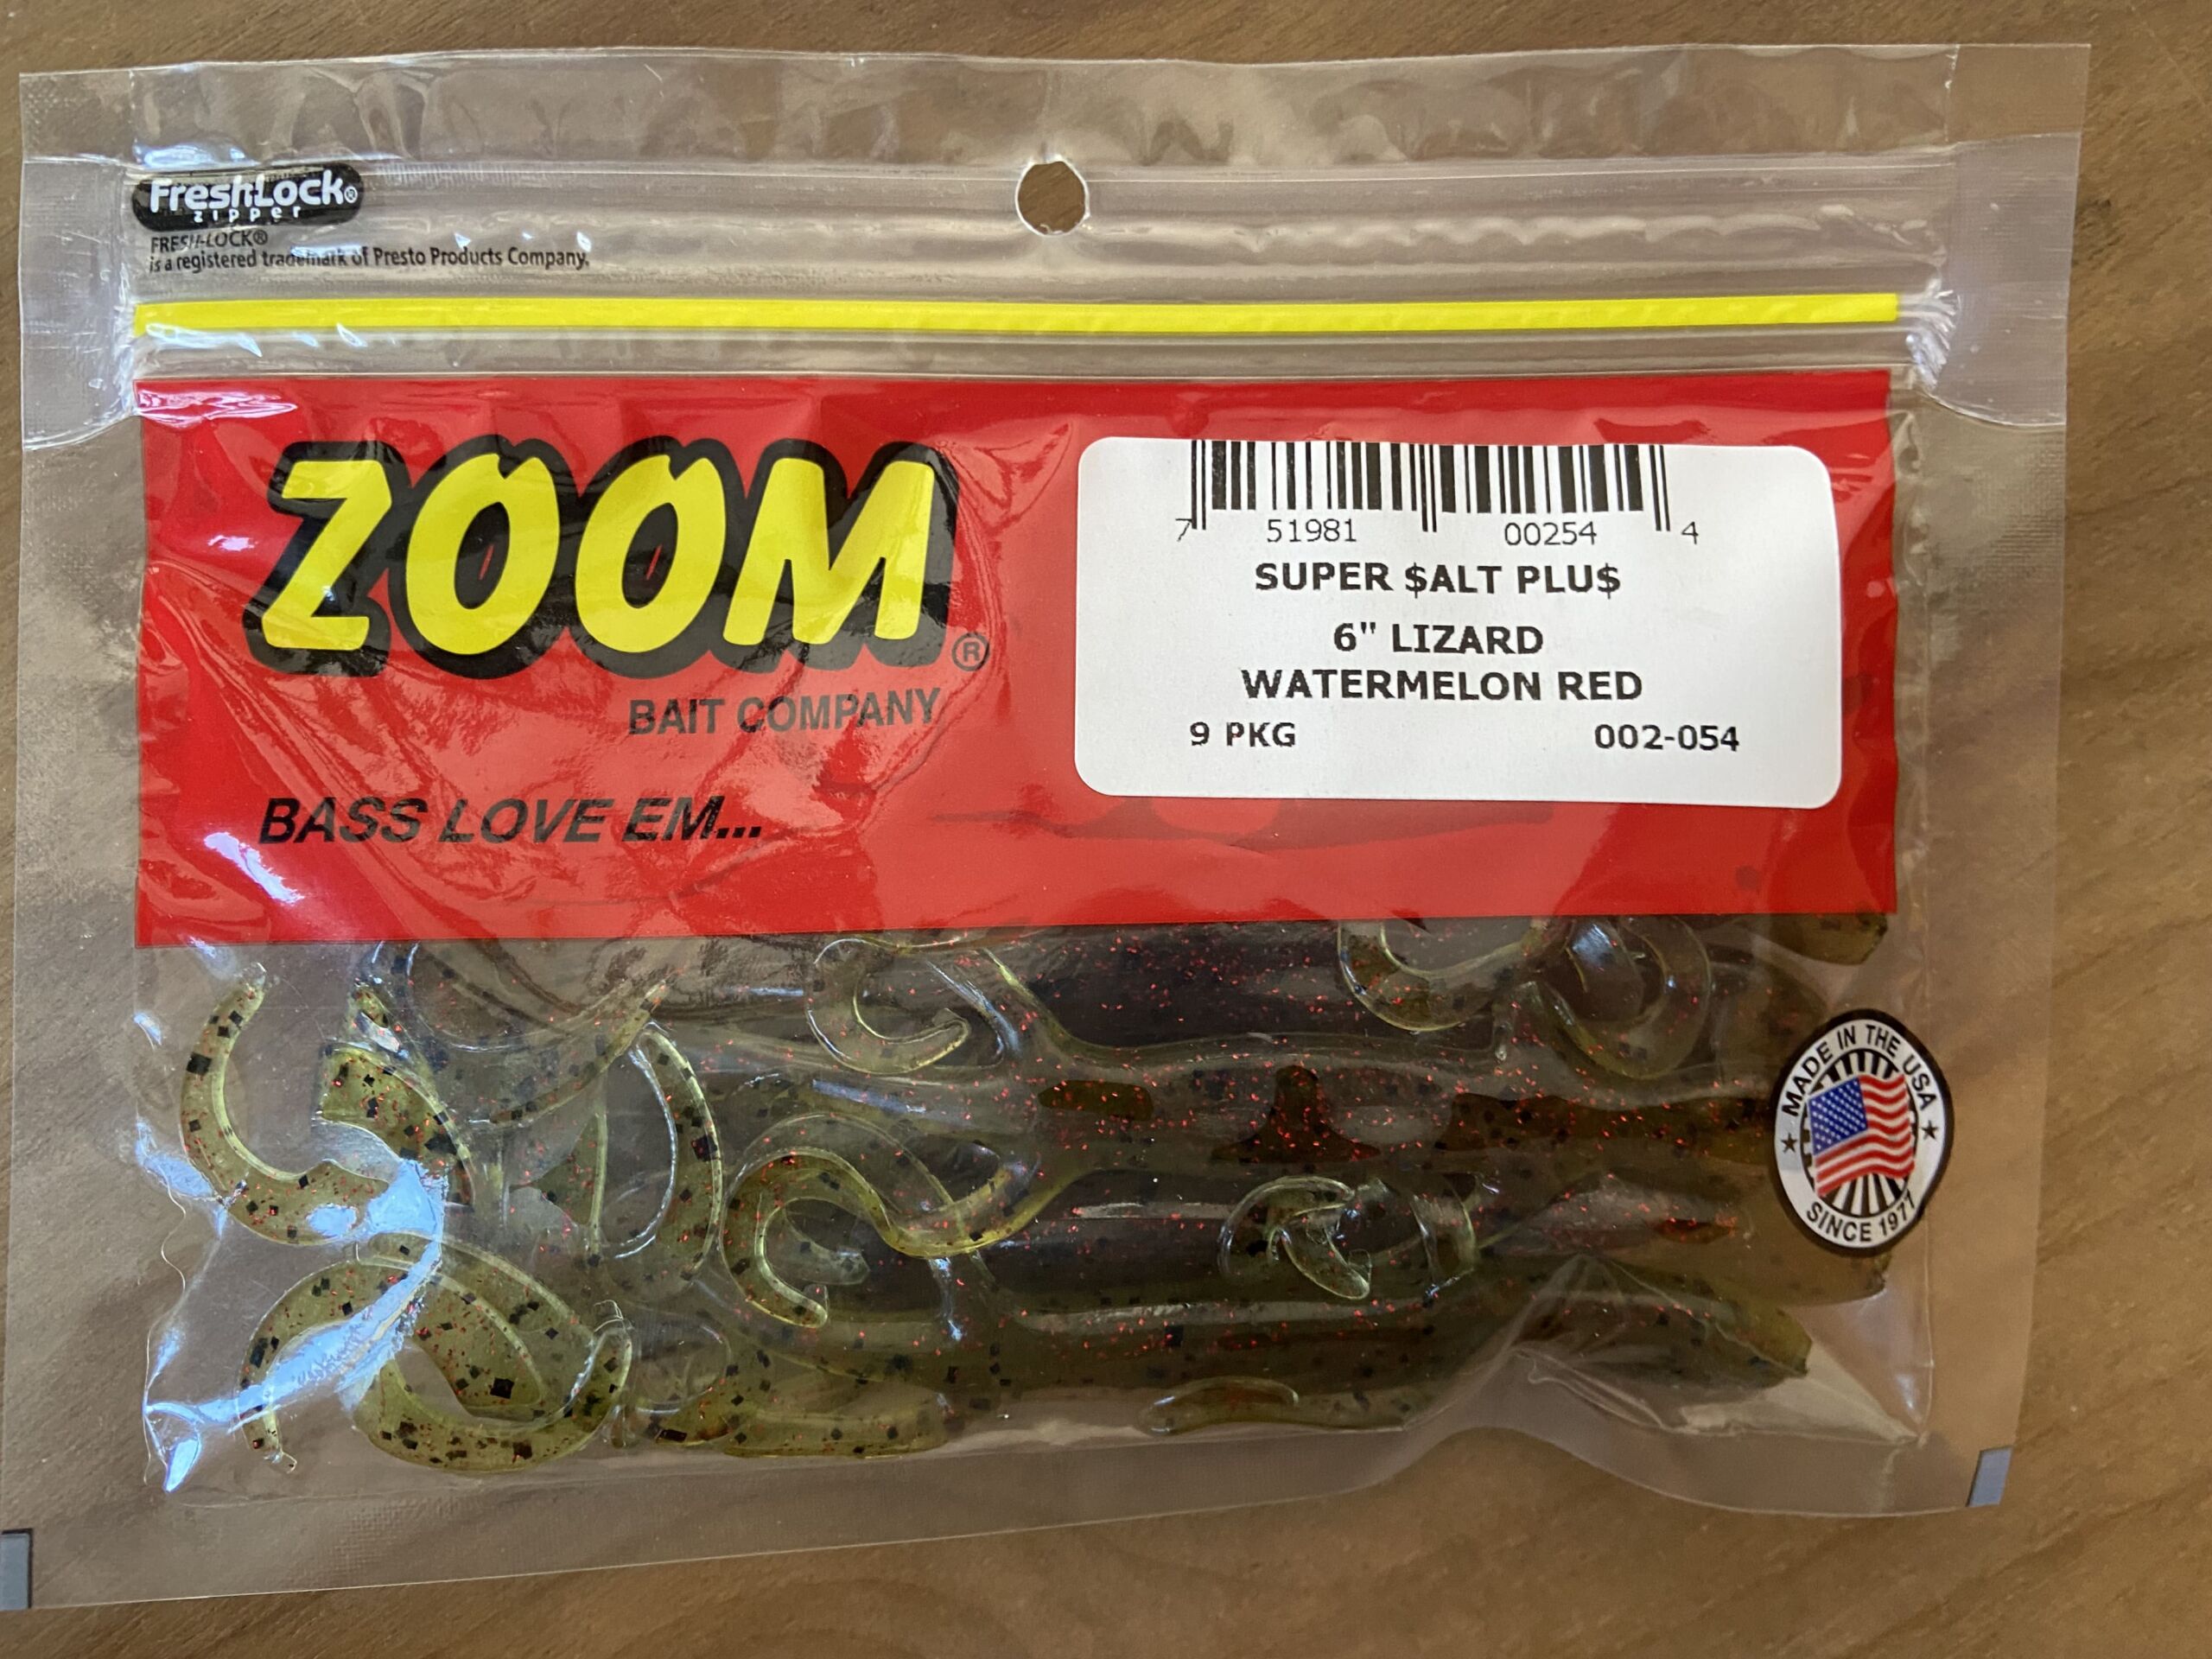 FreshLock®
zipper
FRESH-LOCK®
is a registered trademark of Presto Products Company.
ZOOM®
BAIT COMPANY
BASS LOVE EM...
7 51981 00254 4
SUPER $ALT PLU$
6" LIZARD
WATERMELON RED
9 PKG 002-054
MADE IN THE USA
SINCE 1977